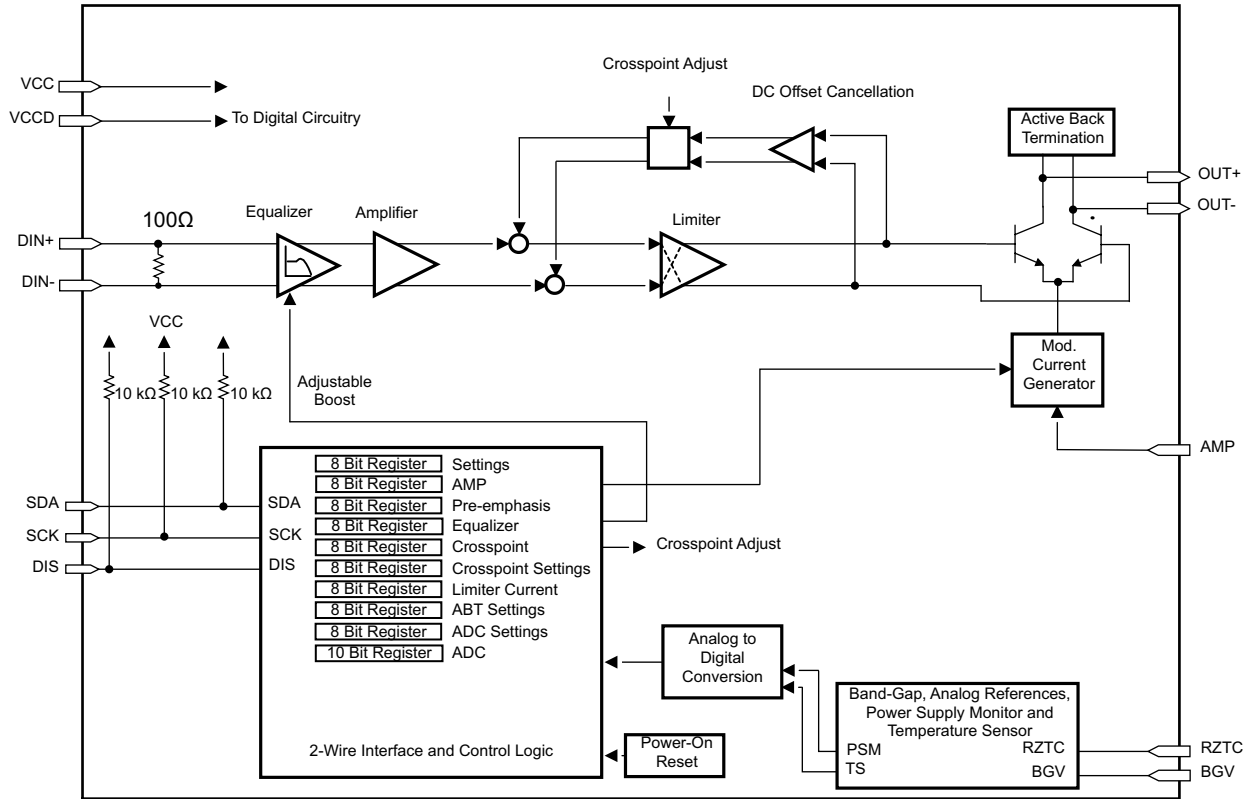 VCC
VCCD
To Digital Circuitry
Crosspoint Adjust
DC Offset Cancellation
Active Back
Termination
OUT+
OUT-
100Ω
Equalizer
Amplifier
Limiter
DIN+
DIN-
VCC
10 kΩ
10 kΩ
10 kΩ
Adjustable
Boost
Mod.
Current
Generator
AMP
SDA
SCK
DIS
SDA
SCK
DIS
8 Bit Register Settings
8 Bit Register AMP
8 Bit Register Pre-emphasis
8 Bit Register Equalizer
8 Bit Register Crosspoint
8 Bit Register Crosspoint Settings
8 Bit Register Limiter Current
8 Bit Register ABT Settings
8 Bit Register ADC Settings
10 Bit Register ADC
Crosspoint Adjust
2-Wire Interface and Control Logic
Analog to
Digital
Conversion
Power-On
Reset
Band-Gap, Analog References,
Power Supply Monitor and
Temperature Sensor
PSM
TS
RZTC
BGV
RZTC
BGV